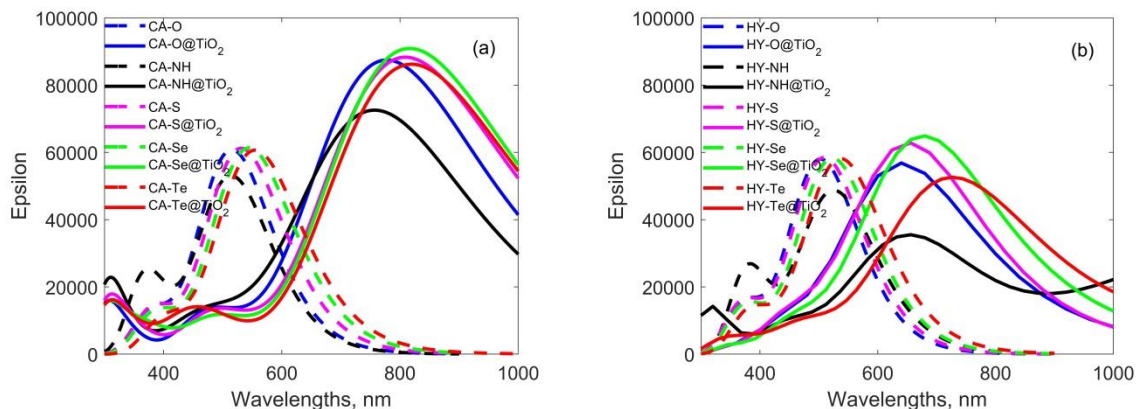 100000
80000
60000
40000
20000
0
Epsilon
400
600
800
1000
Wavelengths, nm
(a)
CA-O
CA-O@TiO2
CA-NH
CA-NH@TiO2
CA-S
CA-S@TiO2
CA-Se
CA-Se@TiO2
CA-Te
CA-Te@TiO2
100000
80000
60000
40000
20000
0
Epsilon
400
600
800
1000
Wavelengths, nm
(b)
HY-O
HY-O@TiO2
HY-NH
HY-NH@TiO2
HY-S
HY-S@TiO2
HY-Se
HY-Se@TiO2
HY-Te
HY-Te@TiO2